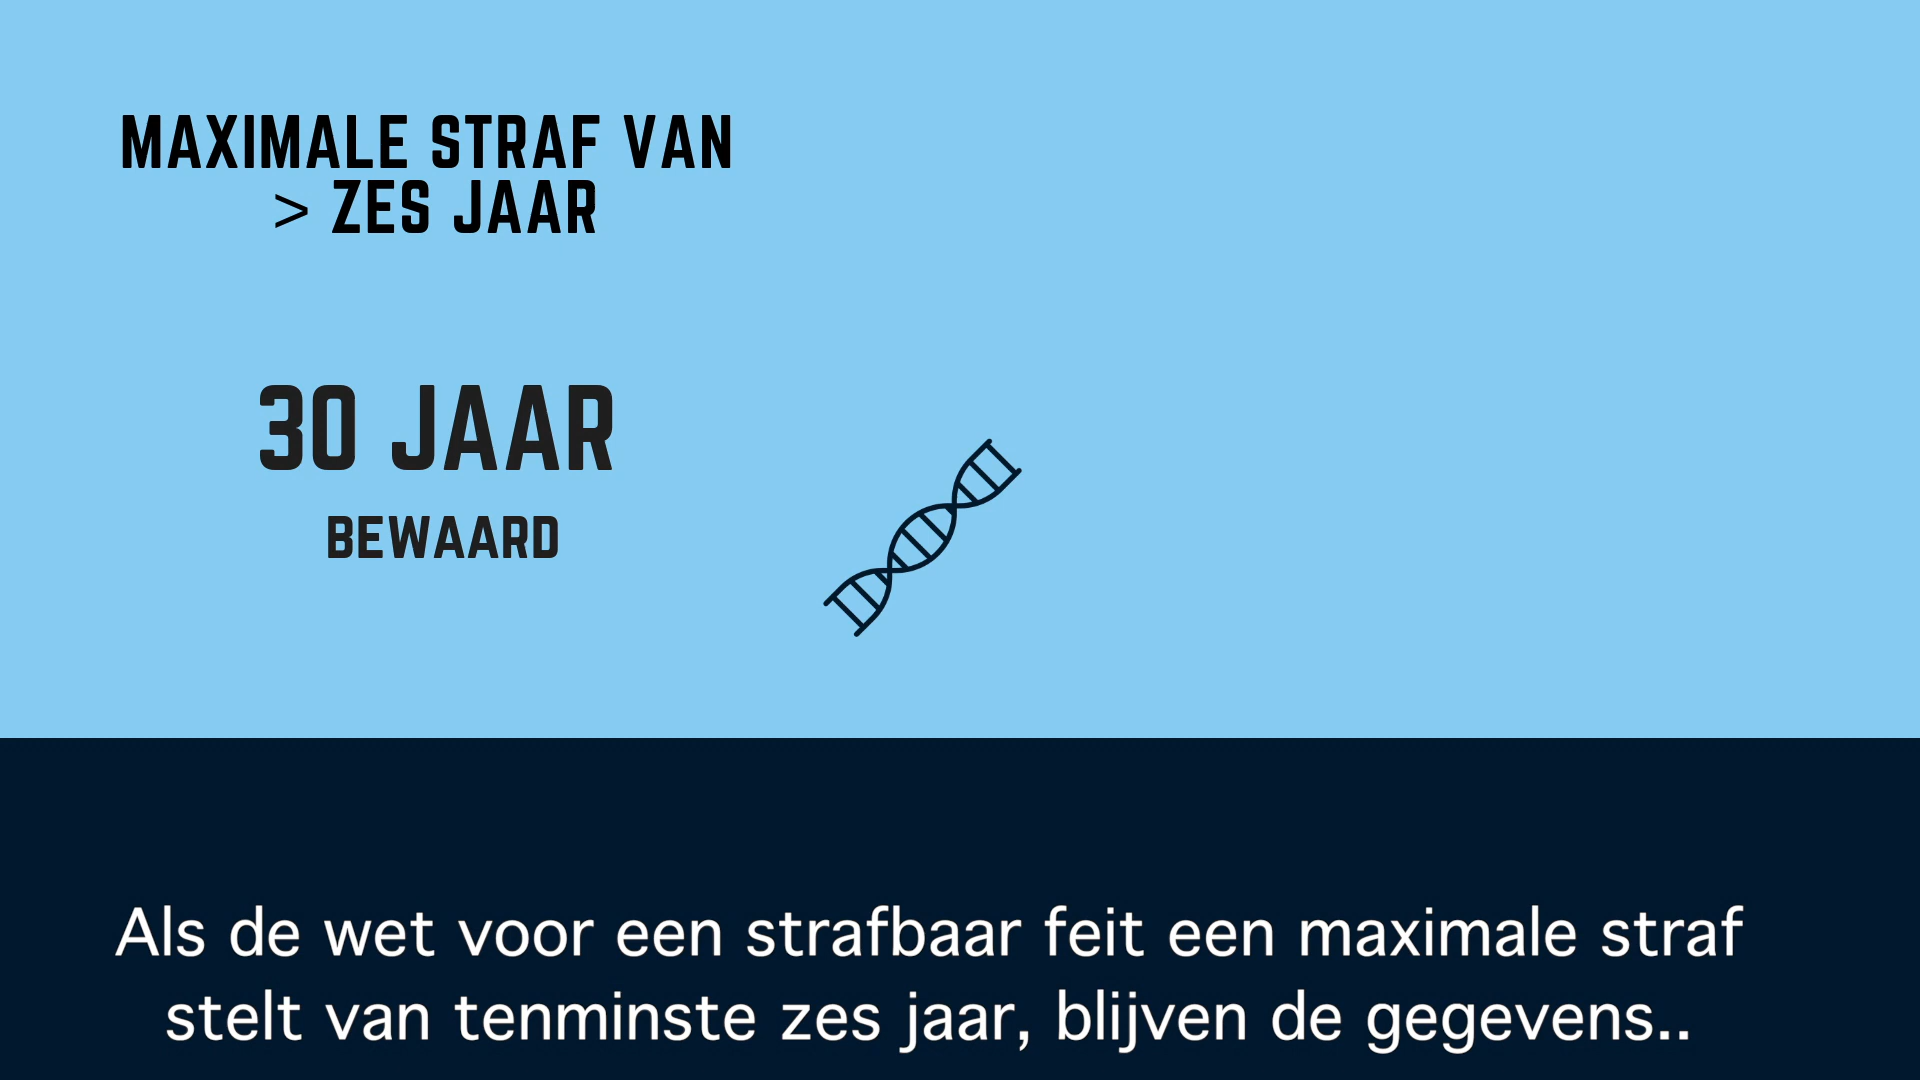 MAXIMALE STRAF VAN
> ZES JAAR
30 JAAR
BEWAARD
Als de wet voor een strafbaar feit een maximale straf
stelt van tenminste zes jaar, blijven de gegevens..